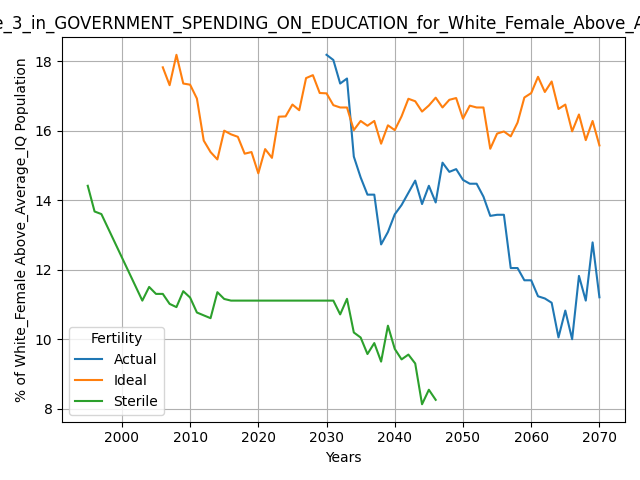 e_3_in_GOVERNMENT_SPENDING_ON_EDUCATION_for_White_Female_Above_A
% of White_Female Above_Average_IQ Population
18
16
14
12
10
8
Fertility
Actual
Ideal
Sterile
2000 2010 2020 2030 2040 2050 2060 2070
Years